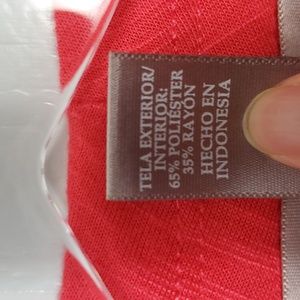 TELA EXTERIOR/
INTERIOR:
65% POLIÉSTER
35% RAYÓN
HECHO EN
INDONESIA